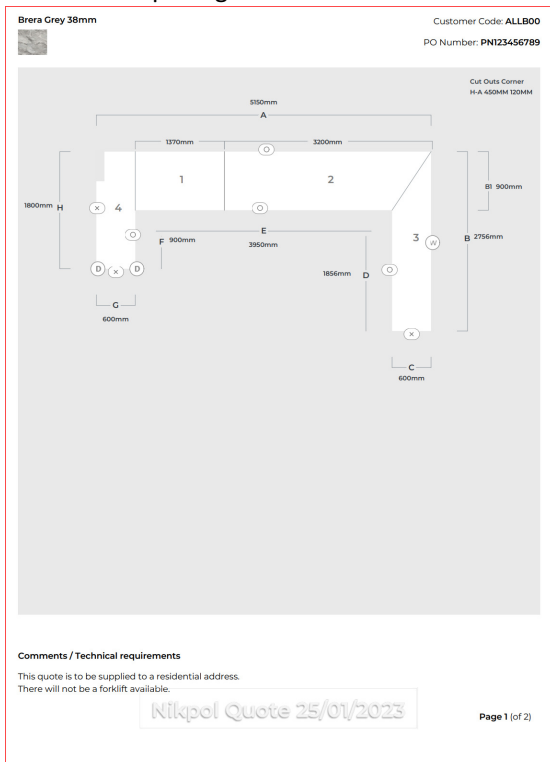 Brera Grey 38mm
Customer Code: ALLB00
PO Number: PN123456789
Cut Outs Corner
H-A 450MM 120MM
5150mm
A
1370mm
3200mm
O
1
2
B1 900mm
1800mm H
X 4
O
O
E
3950mm
F 900mm
3 W
B 2756mm
1856mm D
O
D X D
G
600mm
X
C
600mm
Comments / Technical requirements
This quote is to be supplied to a residential address.
There will not be a forklift available.
Nikpol Quote 25/01/2023
Page 1 (of 2)